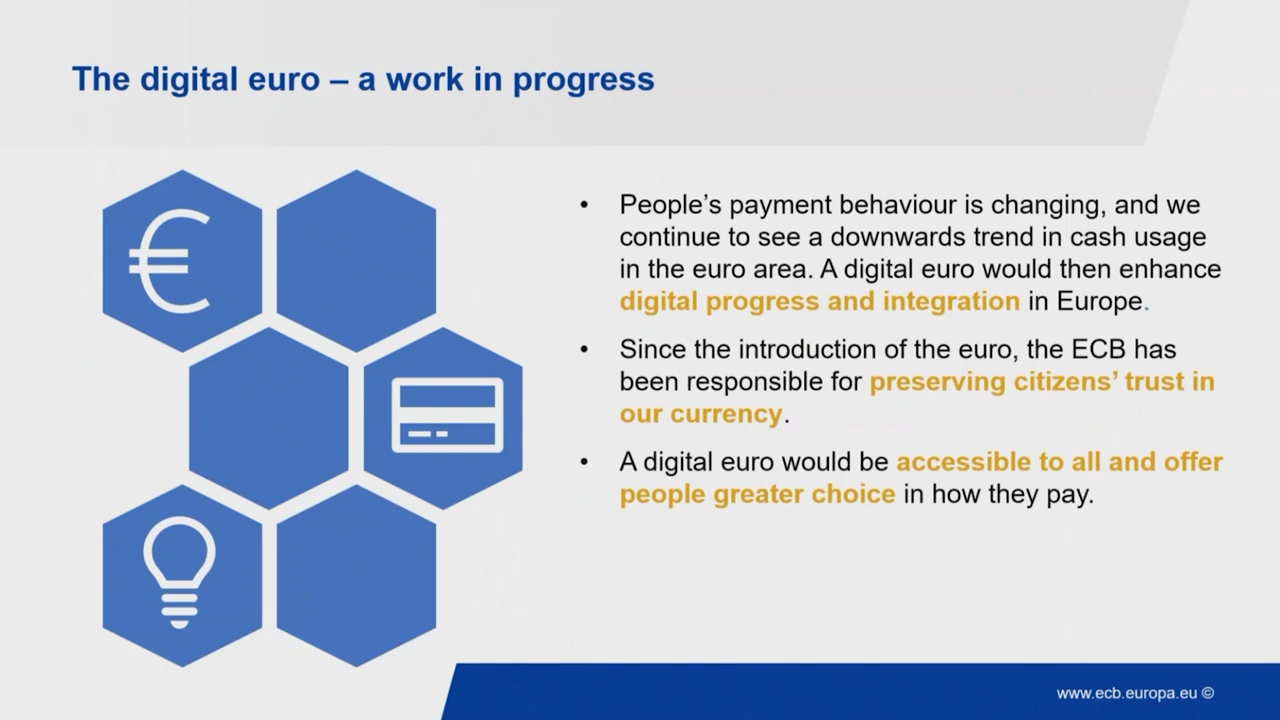 The digital euro – a work in progress
€
• People’s payment behaviour is changing, and we
continue to see a downwards trend in cash usage
in the euro area. A digital euro would then enhance
digital progress and integration in Europe.
• Since the introduction of the euro, the ECB has
been responsible for preserving citizens’ trust in
our currency.
• A digital euro would be accessible to all and offer
people greater choice in how they pay.
www.ecb.europa.eu ©